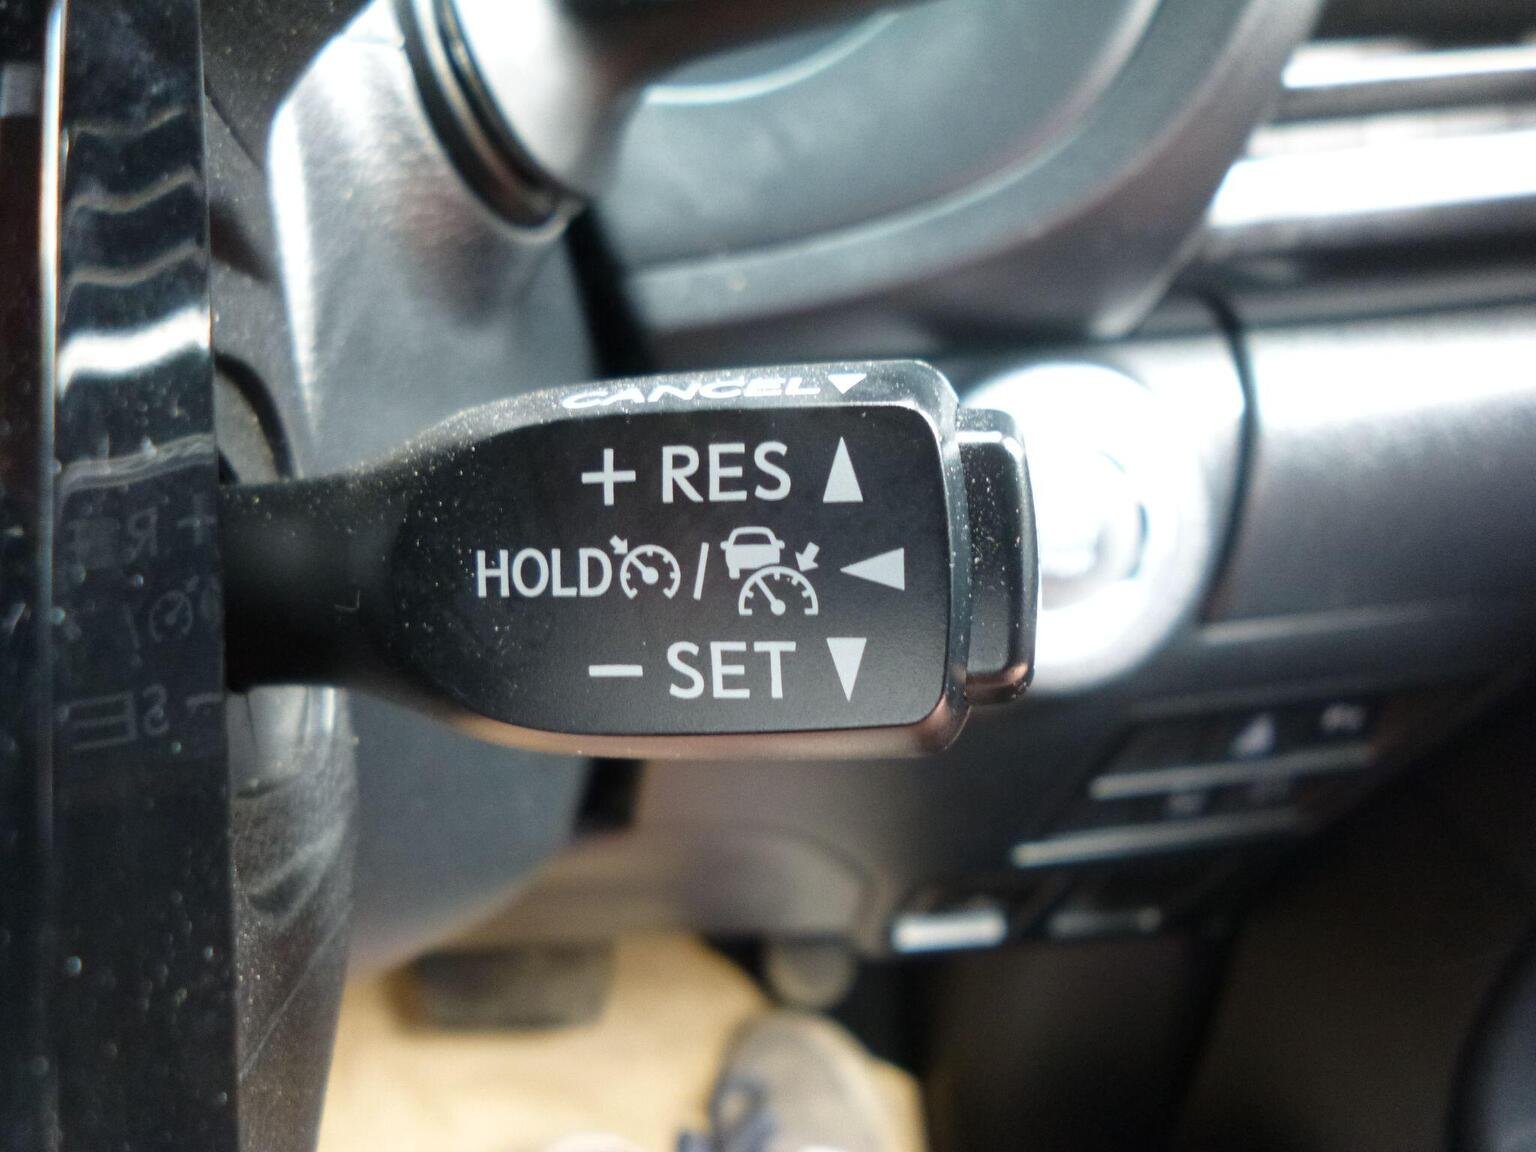 CANCEL
+ RES
HOLD /
− SET